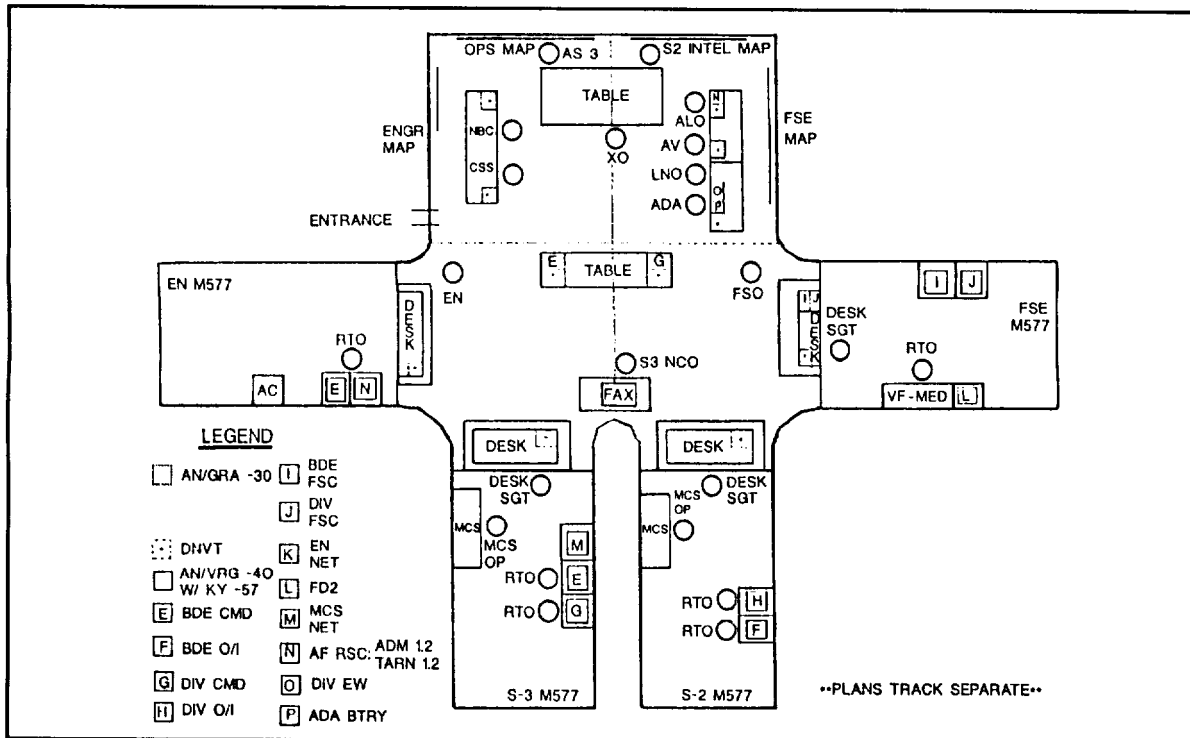 OPS MAP
AS 3
S2 INTEL MAP
TABLE
ENGR
MAP
NBC
CSS
XO
N
ALO
AV
LNO
ADA
O
P
FSE
MAP
ENTRANCE
EN M577
EN
E
TABLE
G
FSO
DESK
RTO
AC
E
N
S3 NCO
FAX
I
J
DESK
DESK
SGT
I
J
FSE
M577
RTO
VF-MED
L
DESK
DESK
SGT
MCS
MCS
OP
M
RTO
E
RTO
G
S-3 M577
DESK
DESK
SGT
MCS
OP
MCS
RTO
H
RTO
F
S-2 M577
••PLANS TRACK SEPARATE••
LEGEND
AN/GRA -30
DNVT
AN/VRG -40
W/ KY -57
E BDE CMD
F BDE O/I
G DIV CMD
H DIV O/I
I BDE
FSC
J DIV
FSC
K EN
NET
L FD2
M MCS
NET
N AF RSC: ADM 1.2
TARN 1.2
O DIV EW
P ADA BTRY